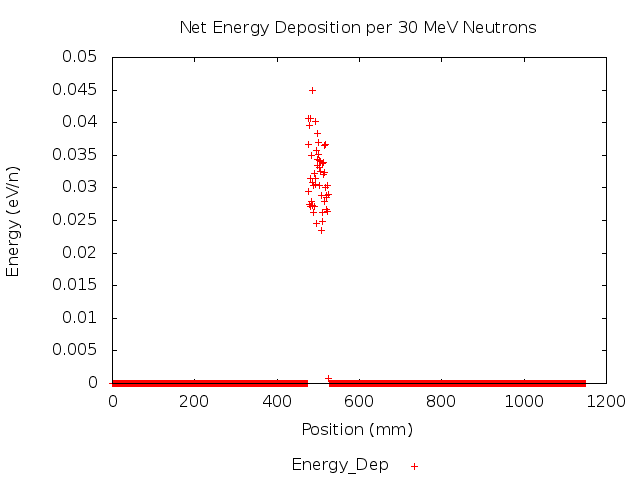 Net Energy Deposition per 30 MeV Neutrons
0.05
0.045
0.04
0.035
0.03
0.025
0.02
0.015
0.01
0.005
0
Energy (eV/n)
0 200 400 600 800 1000 1200
Position (mm)
Energy_Dep